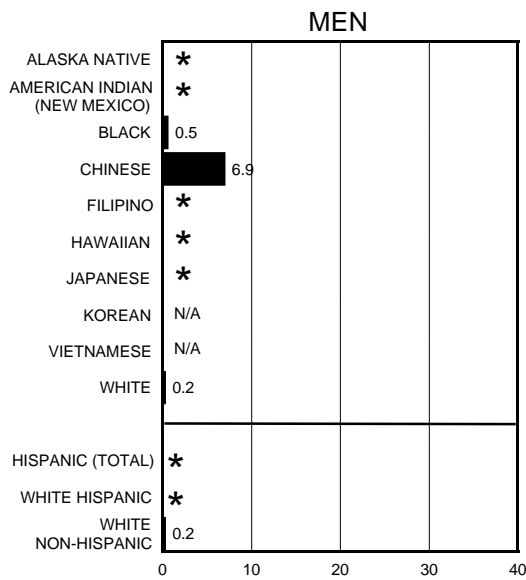 MEN
ALASKA NATIVE *
AMERICAN INDIAN
(NEW MEXICO) *
BLACK 0.5
CHINESE 6.9
FILIPINO *
HAWAIIAN *
JAPANESE *
KOREAN N/A
VIETNAMESE N/A
WHITE 0.2
HISPANIC (TOTAL) *
WHITE HISPANIC *
WHITE
NON-HISPANIC 0.2
0 10 20 30 40